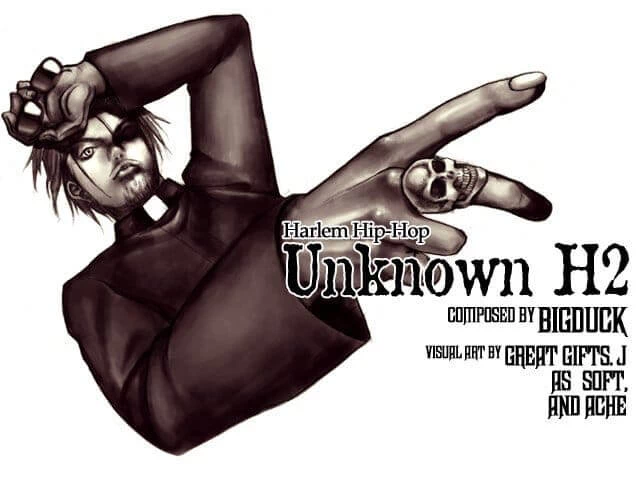 Harlem Hip-Hop
Unknown H2
COMPOSED BY BIGDUCK
VISUAL ART BY GREAT GIFTS. J
AS SOFT,
AND ACHE